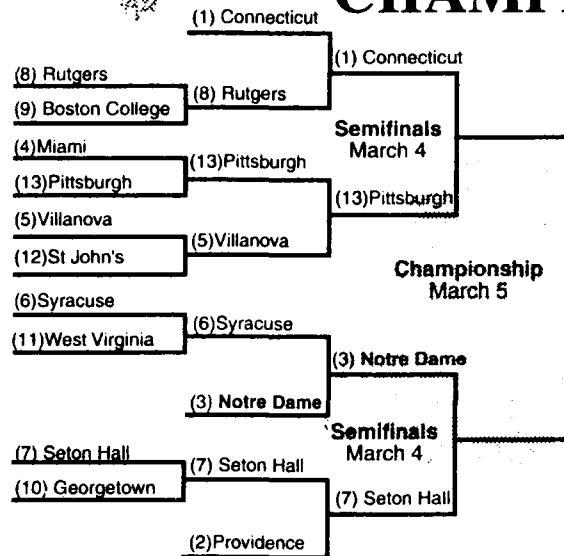 CHAMP
(1) Connecticut
(1) Connecticut
(8) Rutgers
(9) Boston College
(8) Rutgers
Semifinals
March 4
(4)Miami
(13)Pittsburgh
(13)Pittsburgh
(13)Pittsburgh
(5)Villanova
(12)St John's
(5)Villanova
Championship
March 5
(6)Syracuse
(11)West Virginia
(6)Syracuse
(3) Notre Dame
(3) Notre Dame
Semifinals
March 4
(7) Seton Hall
(10) Georgetown
(7) Seton Hall
(7) Seton Hall
(2)Providence